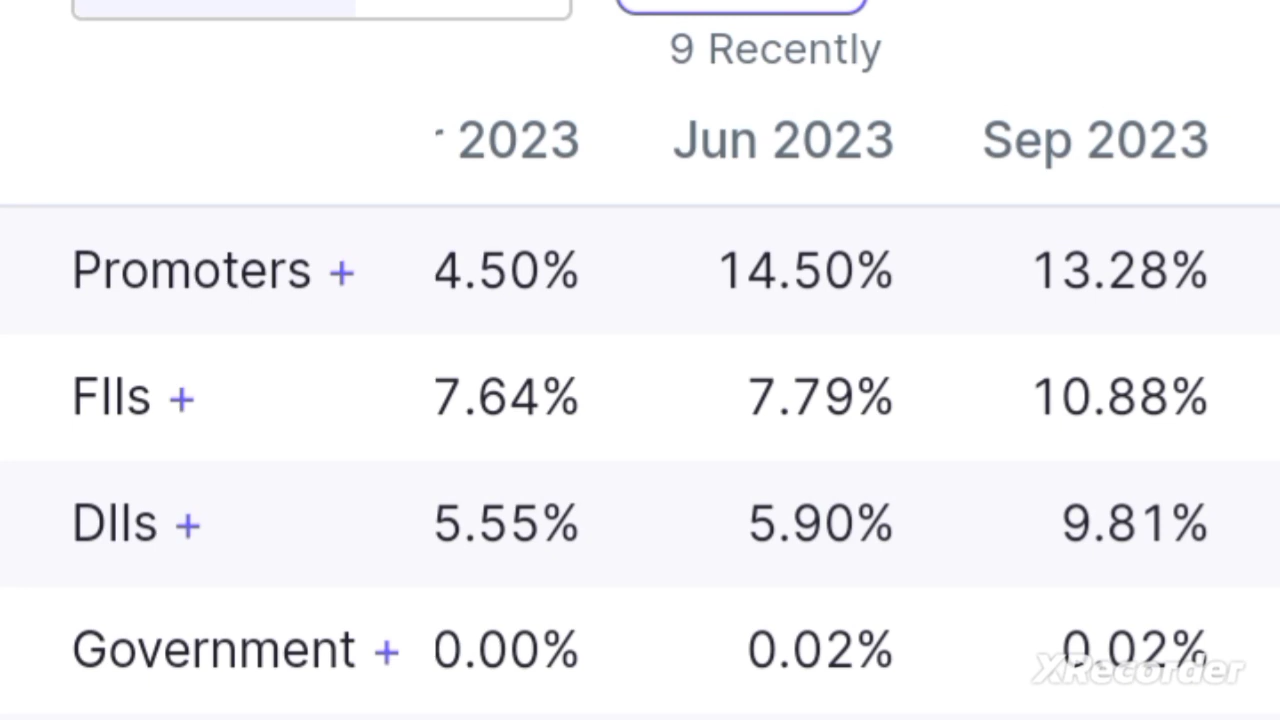 9 Recently
r 2023 Jun 2023 Sep 2023
Promoters + 4.50% 14.50% 13.28%
FIIs + 7.64% 7.79% 10.88%
DIIs + 5.55% 5.90% 9.81%
Government + 0.00% 0.02% 0.02%
XRecorder